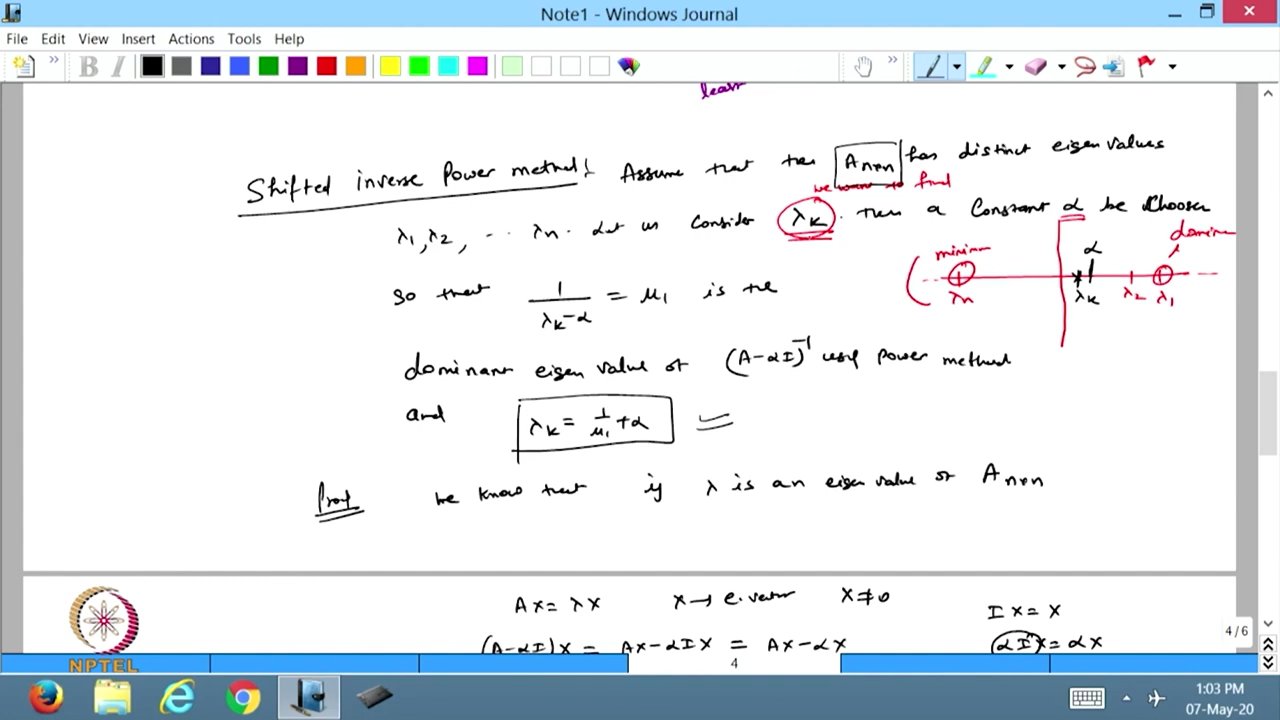 Note1 - Windows Journal
File Edit View Insert Actions Tools Help
B I
least
Shifted inverse Power method! Assume that the Anxn has distinct eigen values
we want to find
λ1, λ2, ... λn. Let us consider λk. then a constant α be choosen
minimum
α
so that 1/(λk-α) = μ1 is the
λn λk λ2 λ1
dominant eigen value of (A-αI)^-1 using power method
and λk = 1/μ1 + α
Proof we know that if λ is an eigen value of Anxn
Ax = λx x → e.vector x ≠ 0 Ix = x
(A-αI)x = Ax-αIx = Ax-αx (αI)x = αx
4/6
NPTEL
4
1:03 PM
07-May-20